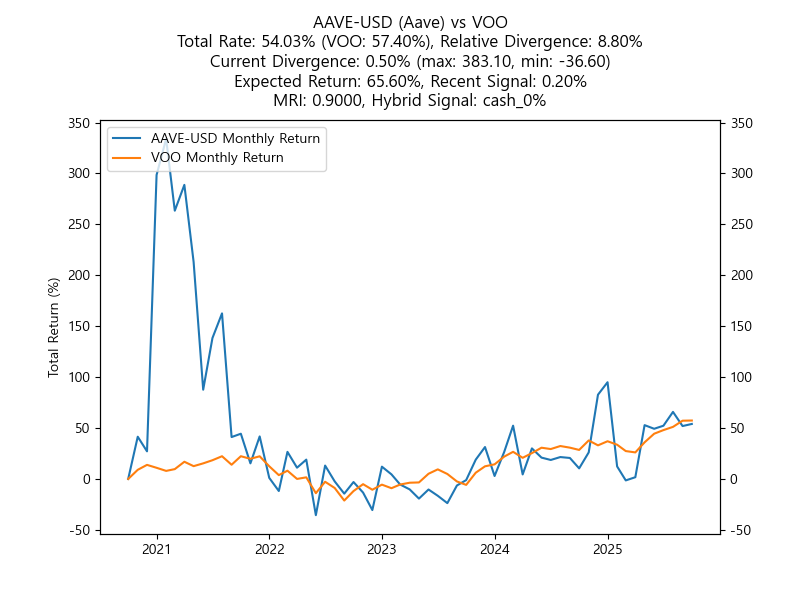 AAVE-USD (Aave) vs VOO
Total Rate: 54.03% (VOO: 57.40%), Relative Divergence: 8.80%
Current Divergence: 0.50% (max: 383.10, min: -36.60)
Expected Return: 65.60%, Recent Signal: 0.20%
MRI: 0.9000, Hybrid Signal: cash_0%
AAVE-USD Monthly Return
VOO Monthly Return
Total Return (%)
350 350
300 300
250 250
200 200
150 150
100 100
50 50
0 0
-50 -50
2021 2022 2023 2024 2025